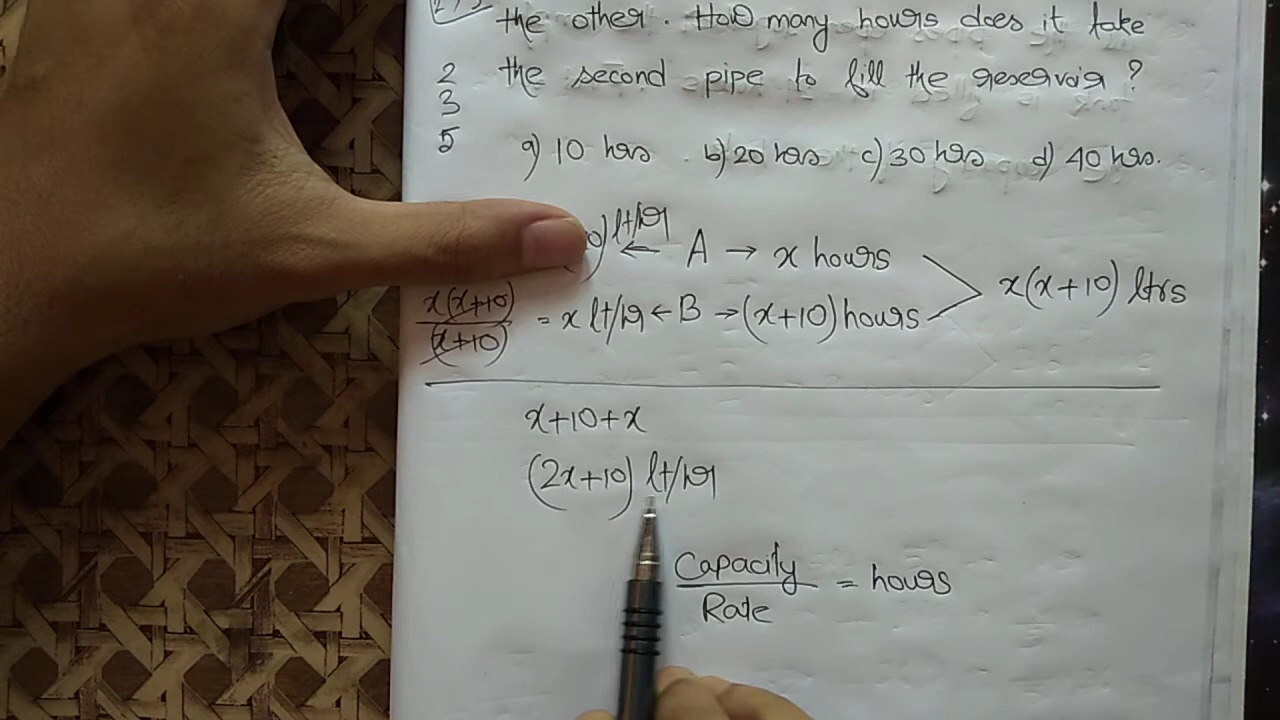 the other. How many hours does it take
2 the second pipe to fill the reservoir ?
3
5 a) 10 hrs. b) 20 hrs c) 30 hrs d) 40 hrs.
lt/hr ← A → x hours
x(x+10) ltrs
x(x+10)/(x+10) = x lt/hr ← B → (x+10) hours
x+10+x
(2x+10) lt/hr
Capacity/Rate = hours